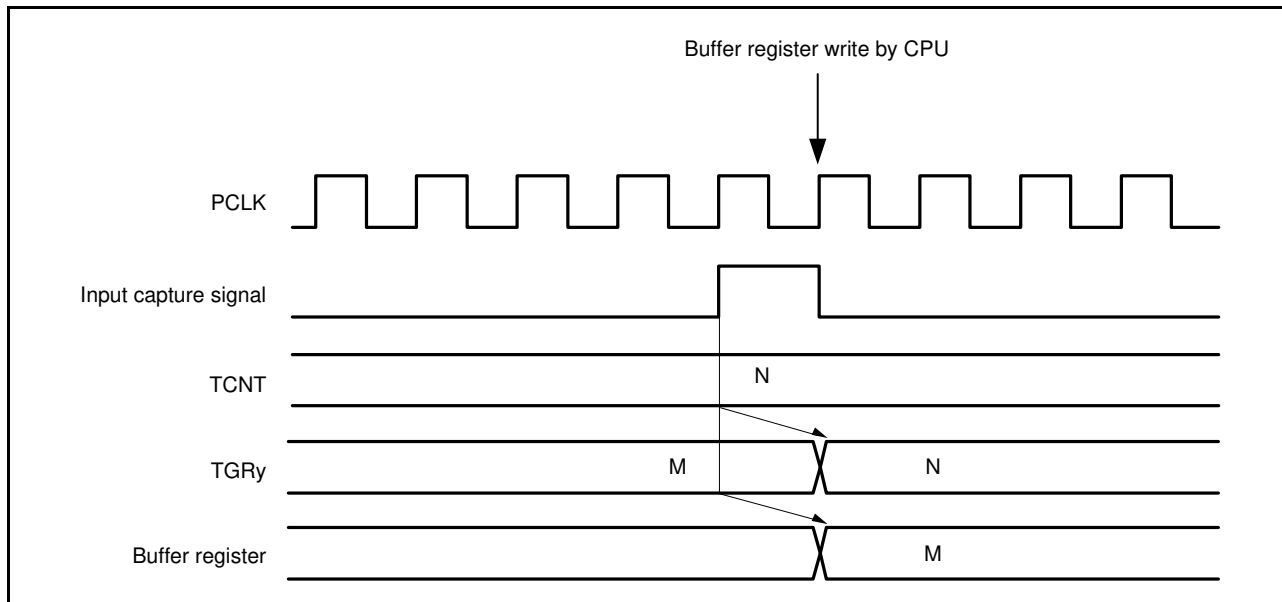 Buffer register write by CPU
PCLK
Input capture signal
TCNT
N
TGRy
M
N
Buffer register
M